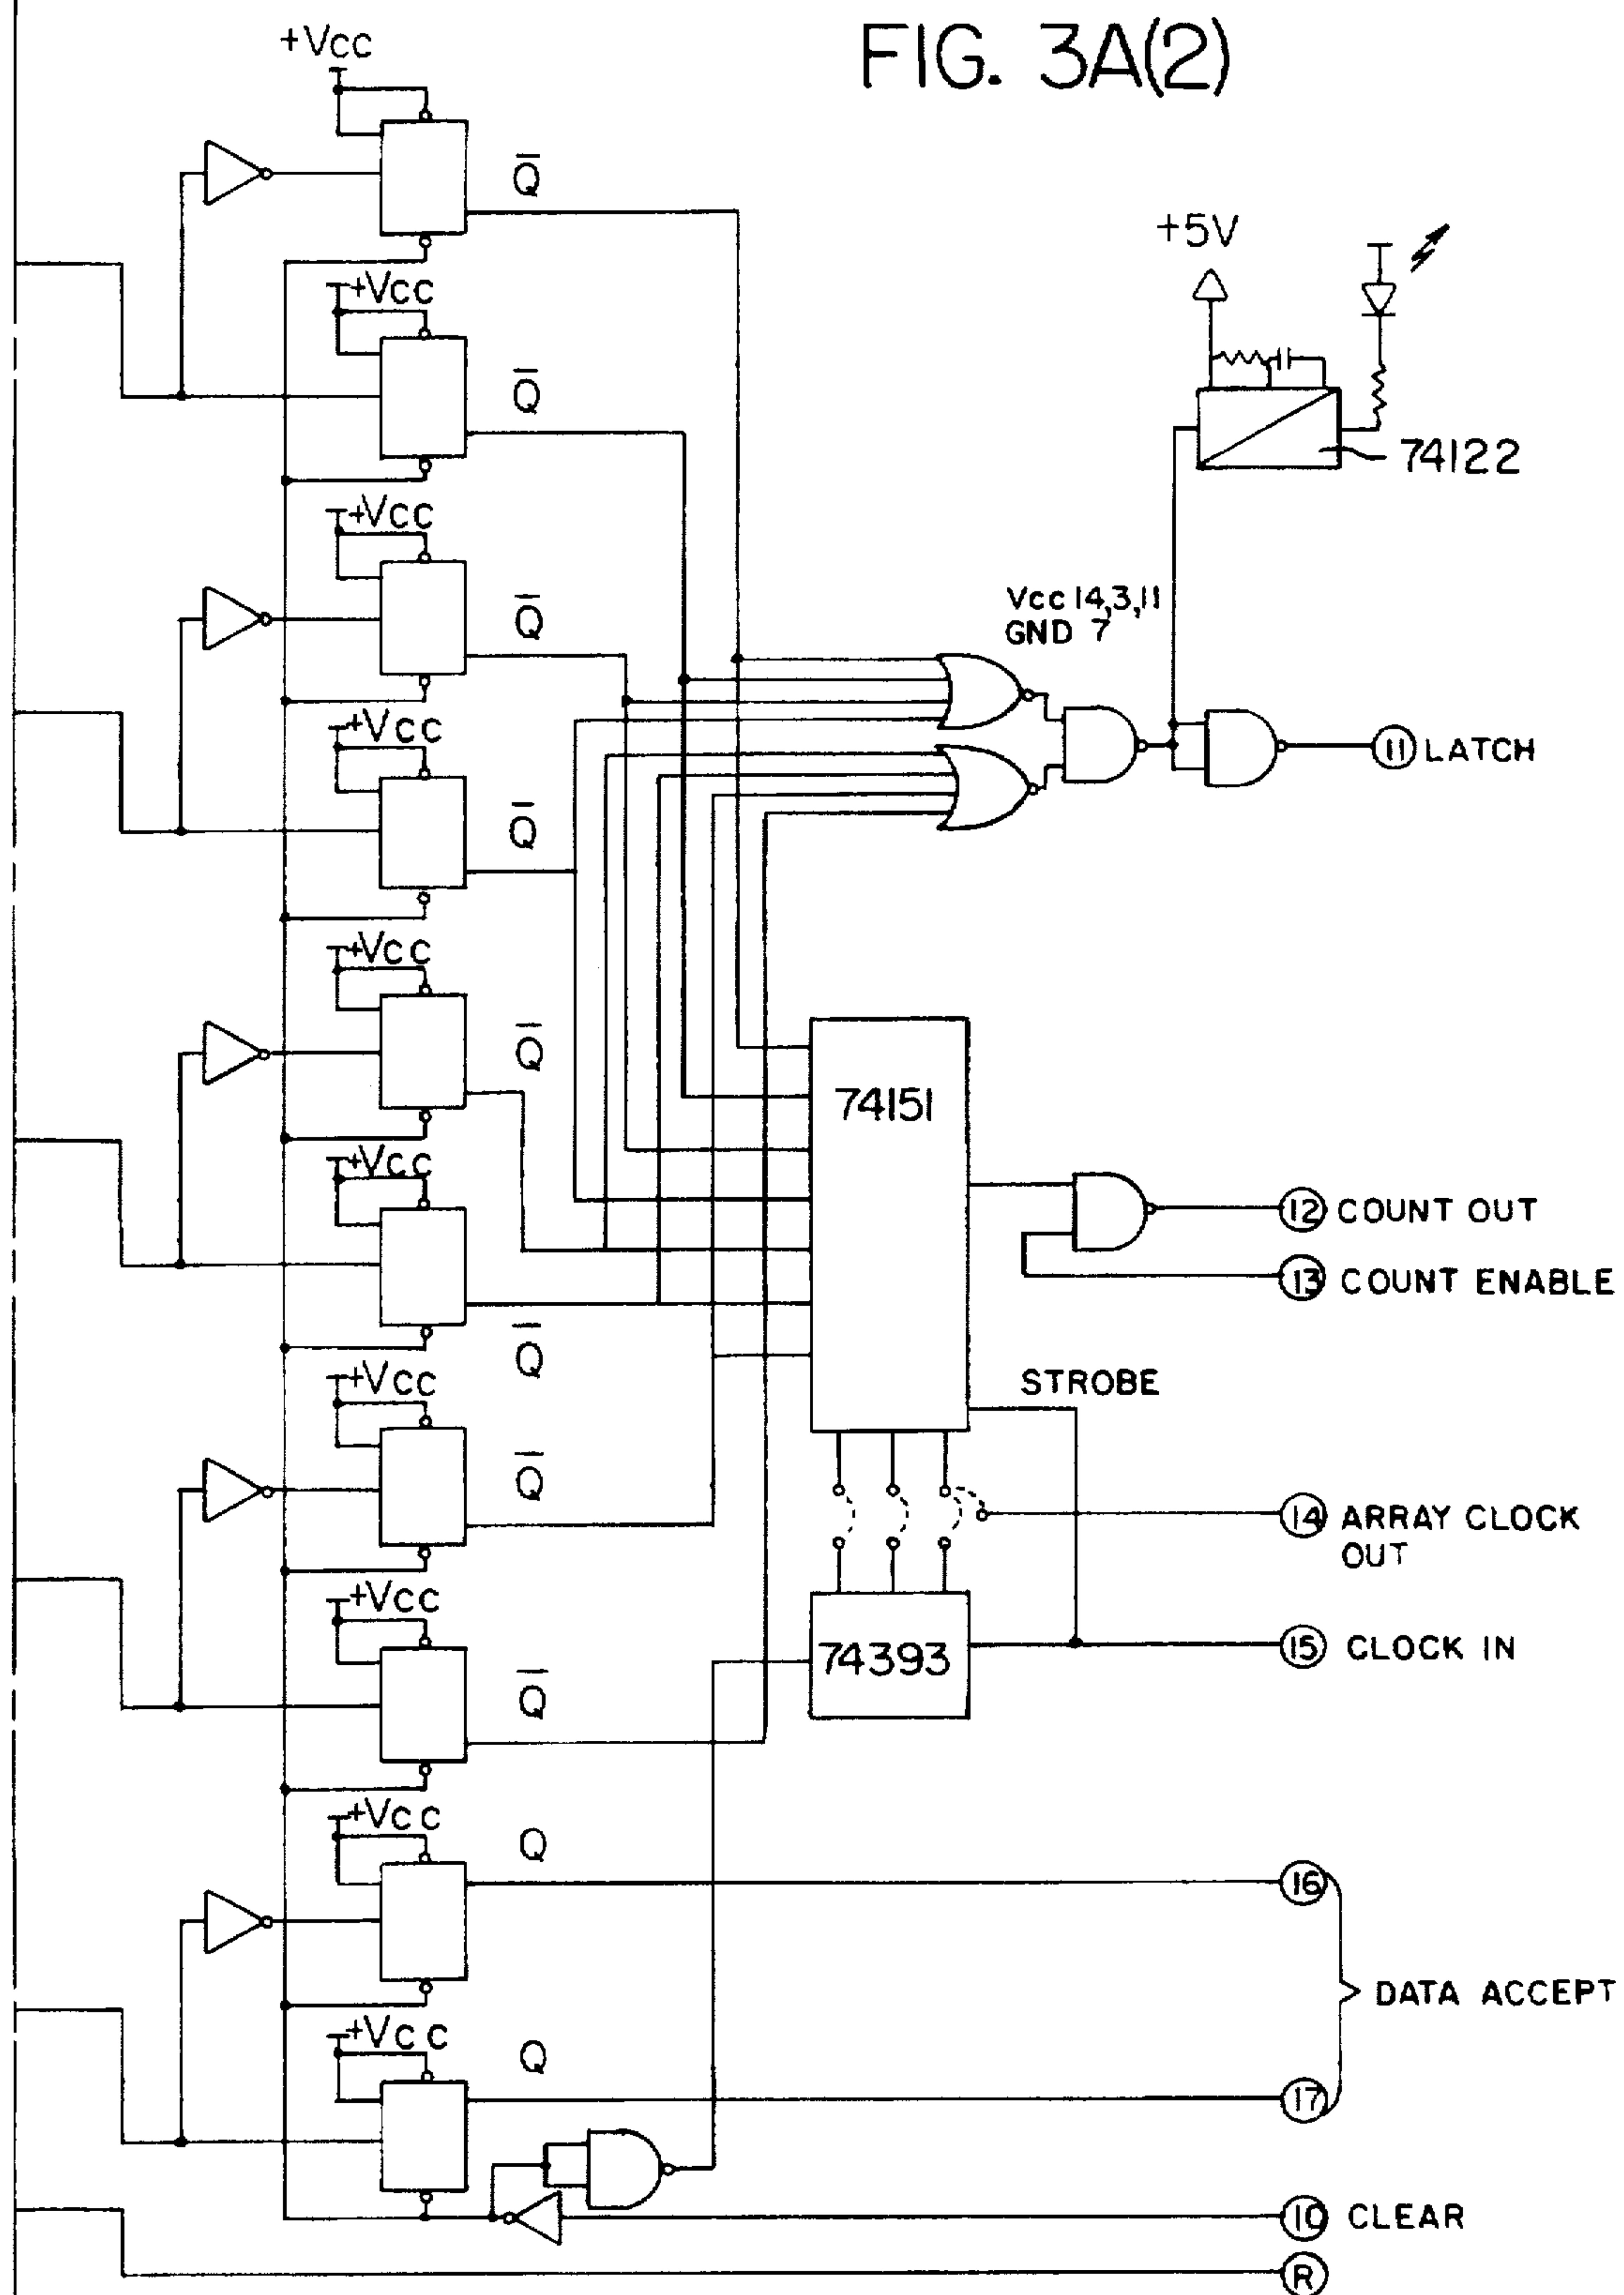 FIG. 3A(2)
+Vcc
Q̅
+5V
+Vcc
Q̅
74122
+Vcc
Q̅
Vcc 14,3,11
GND 7
+Vcc
11 LATCH
Q̅
+Vcc
Q̅
74151
+Vcc
12 COUNT OUT
13 COUNT ENABLE
Q̅
+Vcc
STROBE
Q̅
14 ARRAY CLOCK
OUT
+Vcc
74393
15 CLOCK IN
Q̅
+Vcc
Q
16
DATA ACCEPT
+Vcc
Q
17
10 CLEAR
R